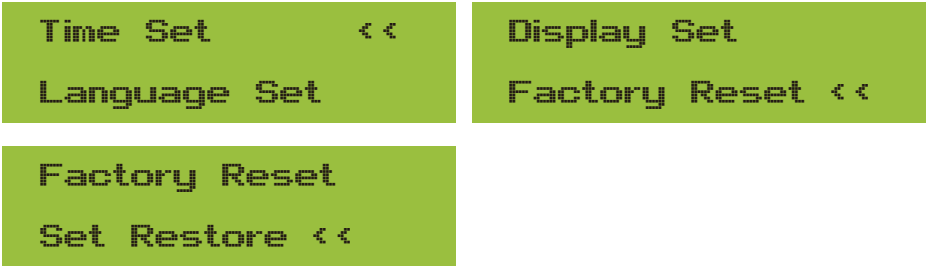 Time Set <<
Language Set
Display Set
Factory Reset <<
Factory Reset
Set Restore <<